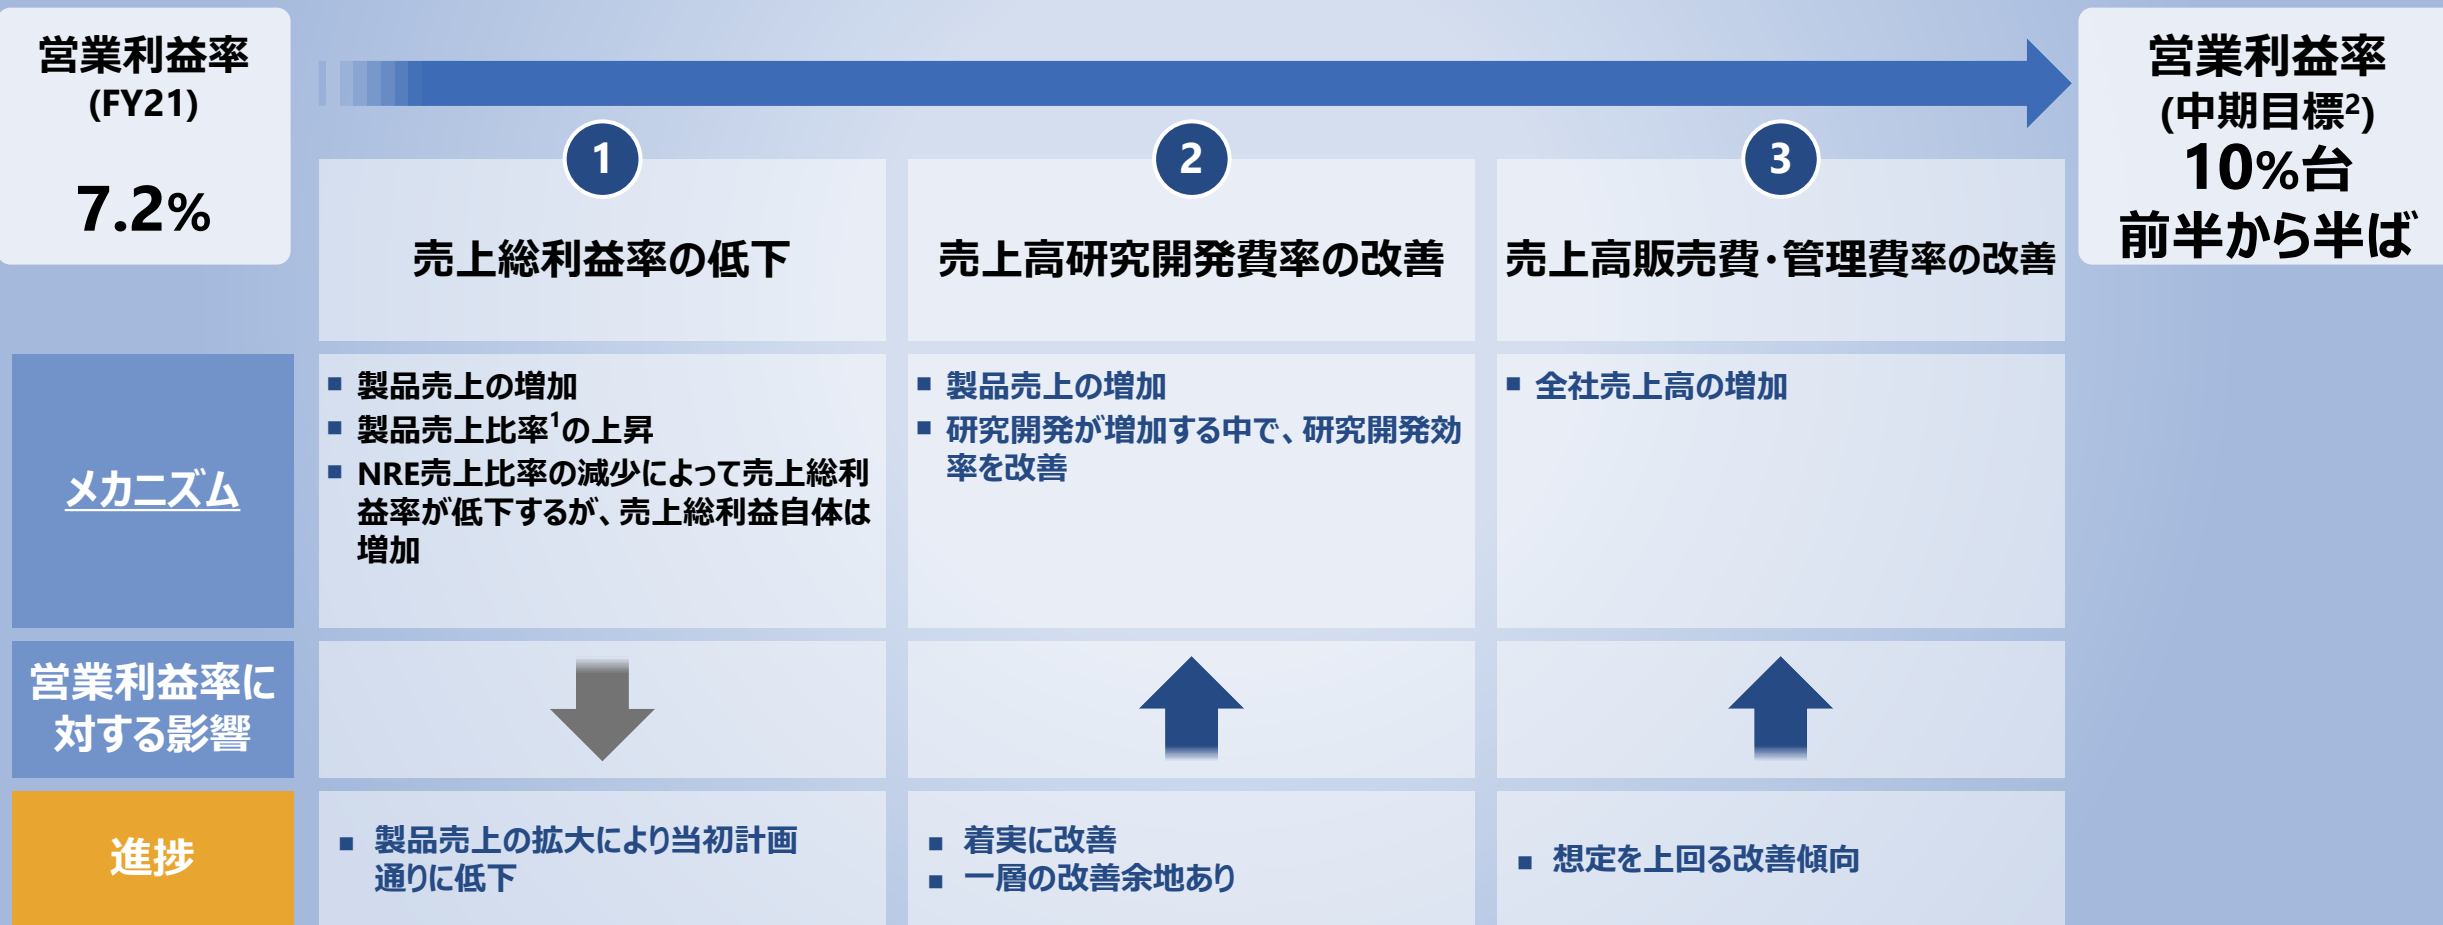 営業利益率
(FY21)
7.2%
営業利益率
(中期目標2)
10%台
前半から半ば
1
売上総利益率の低下
2
売上高研究開発費率の改善
3
売上高販売費・管理費率の改善
メカニズム
■ 製品売上の増加
■ 製品売上比率1の上昇
■ NRE売上比率の減少によって売上総利
益率が低下するが、売上総利益自体は
増加
■ 製品売上の増加
■ 研究開発が増加する中で、研究開発効
率を改善
■ 全社売上高の増加
営業利益率に
対する影響
進捗
■ 製品売上の拡大により当初計画
通りに低下
■ 着実に改善
■ 一層の改善余地あり
■ 想定を上回る改善傾向